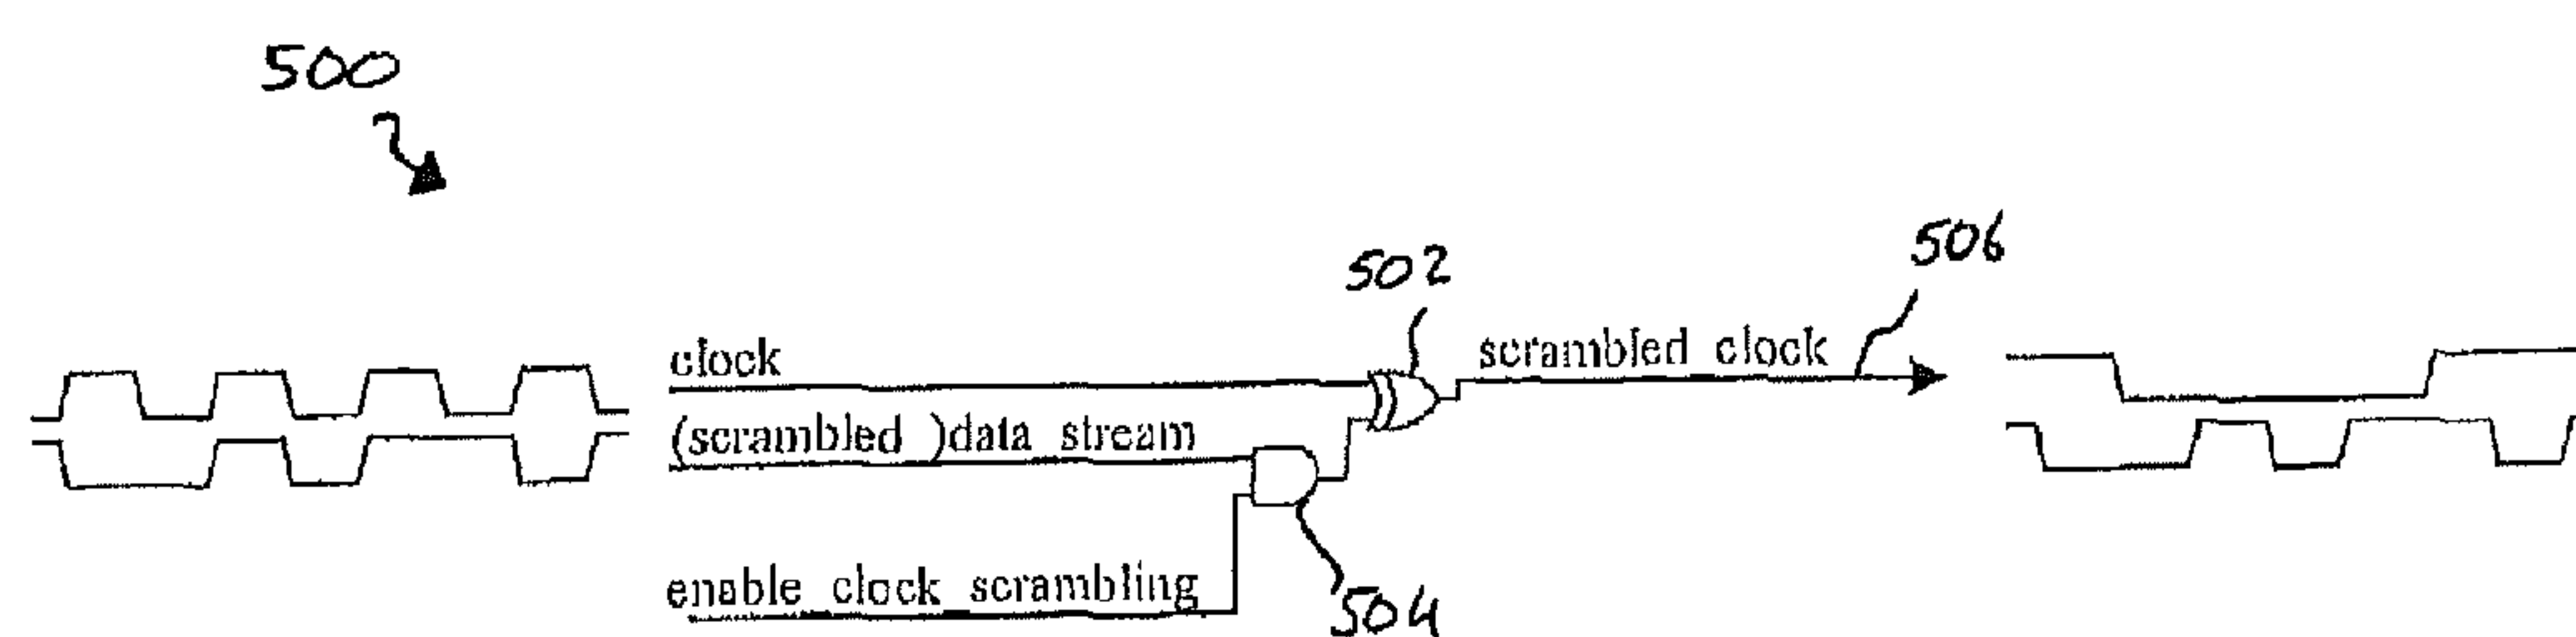 500
506
502
clock
scrambled clock
(scrambled )data stream
enable clock scrambling
504